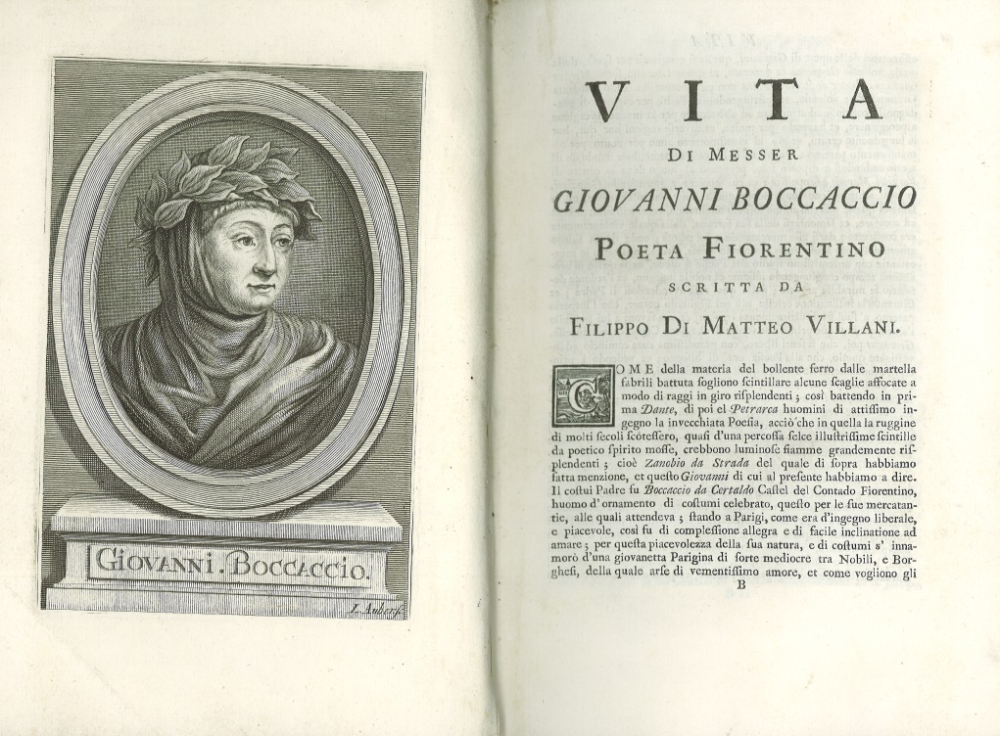 GIOVANNI. BOCCACCIO.
VITA
DI MESSER
GIOVANNI BOCCACCIO
POETA FIORENTINO
SCRITTA DA
FILIPPO DI MATTEO VILLANI.
COME della materia del bollente ferro dalle martella
fabrili battuta ſogliono ſcintillare alcune ſcaglie affocate a
modo di raggi in giro riſplendenti; così battendo in pri-
ma Dante, di poi el Petrarca huomini di attiſſimo in-
gegno la invecchiata Poeſia, acciò che in quella la ruggine
di molti ſecoli ſcoteſſero, quaſi d'una percoſſa ſelce illuſtriſſime ſcintille
da poetico ſpirito moſſe, crebbono luminoſe fiamme grandemente riſ-
plendenti; cioè Zanobio da Strada del quale di ſopra habbiamo
fatta menzione, et queſto Giovanni di cui al preſente habbiamo a dire.
Il coſtui Padre fu Boccaccio da Certaldo Caſtel del Contado Fiorentino,
huomo d'ornamento di coſtumi celebrato, queſto per le ſue mercatan-
tie, alle quali attendeva; ſtando a Parigi, come era d'ingegno liberale,
e piacevole, così fu di compleſſione allegra e di facile inclinatione ad
amare; per queſta piacevolezza della ſua natura, e di coſtumi s' inna-
morò d'una giovanetta Parigina di ſorte mediocre tra Nobili, e Bor-
gheſi, della quale arſe di vementiſſimo amore, et come vogliono gli
B